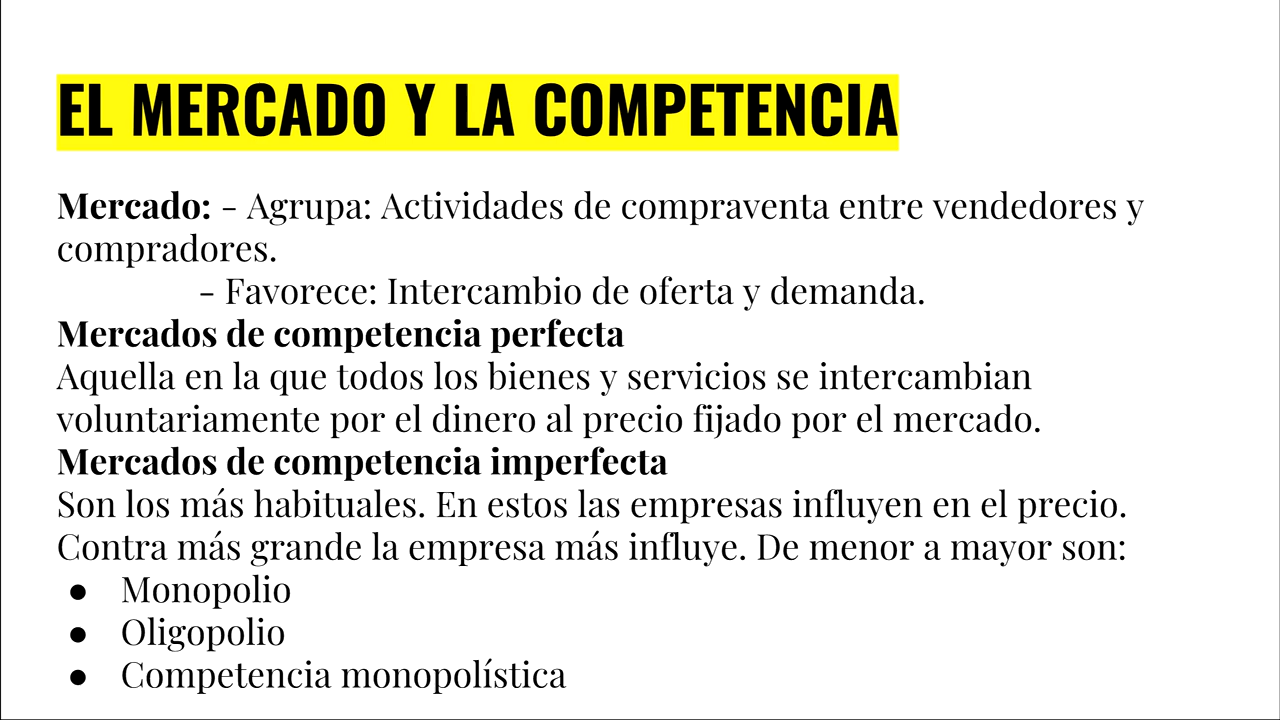 EL MERCADO Y LA COMPETENCIA
Mercado: - Agrupa: Actividades de compraventa entre vendedores y
compradores.
- Favorece: Intercambio de oferta y demanda.
Mercados de competencia perfecta
Aquella en la que todos los bienes y servicios se intercambian
voluntariamente por el dinero al precio fijado por el mercado.
Mercados de competencia imperfecta
Son los más habituales. En estos las empresas influyen en el precio.
Contra más grande la empresa más influye. De menor a mayor son:
● Monopolio
● Oligopolio
● Competencia monopolística